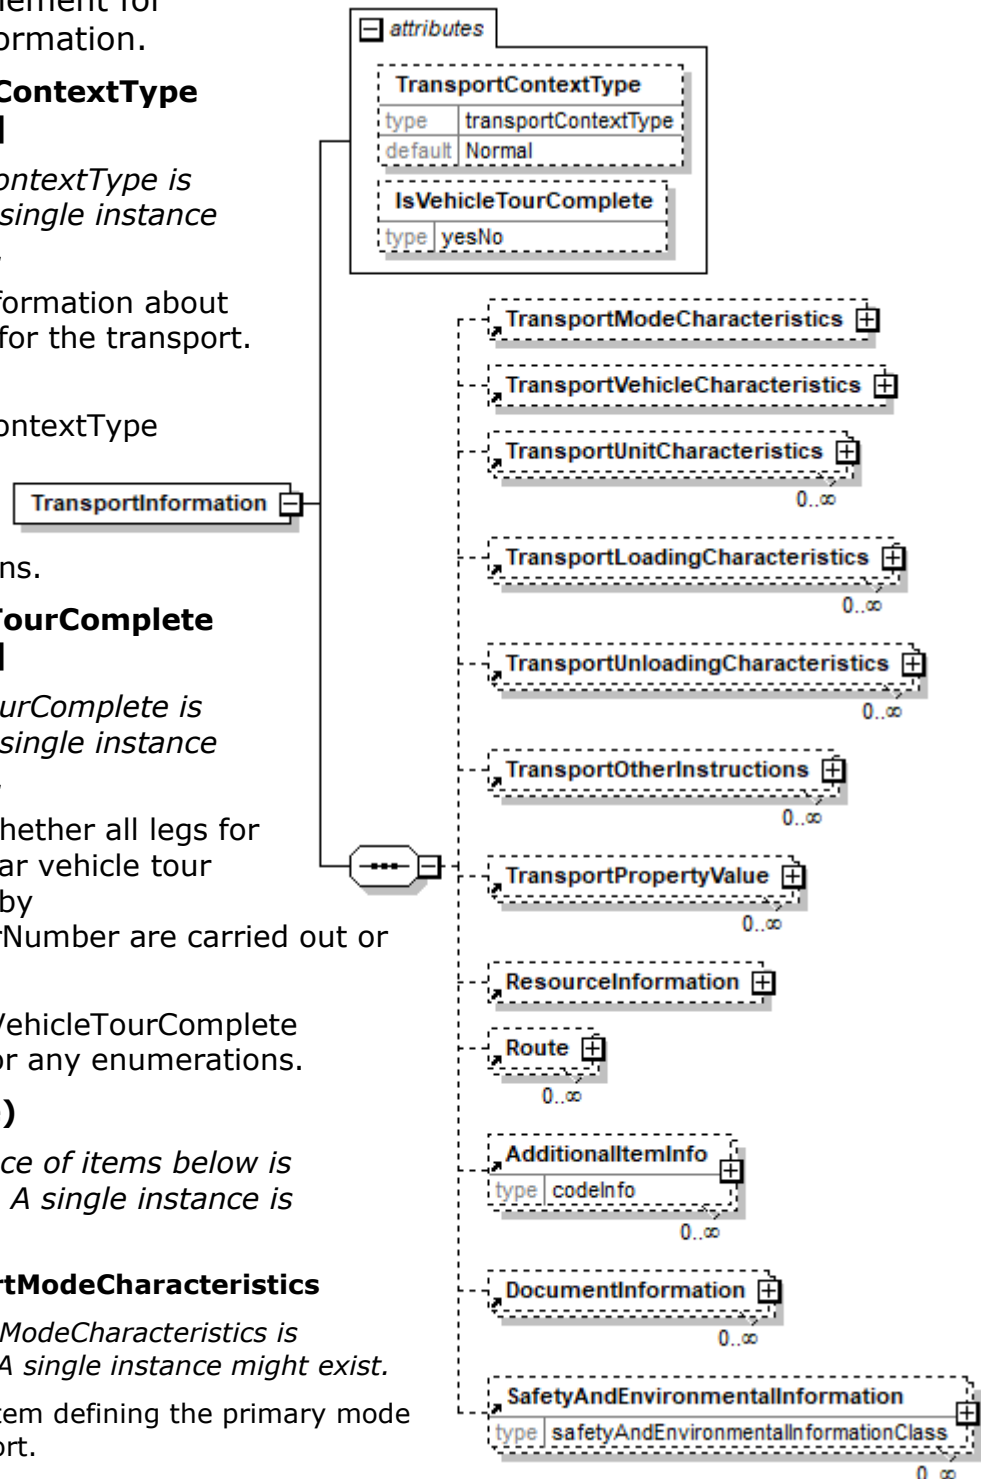 ement for
ormation.
ContextType
]
ontextType is
single instance
formation about
for the transport.
ontextType
ns.
TourComplete
]
urComplete is
single instance
hether all legs for
ar vehicle tour
by
rNumber are carried out or
VehicleTourComplete
or any enumerations.
)
ce of items below is
A single instance is
rtModeCharacteristics
ModeCharacteristics is
A single instance might exist.
tem defining the primary mode
ort.
TransportInformation
attributes
TransportContextType
type transportContextType
default Normal
IsVehicleTourComplete
type yesNo
TransportModeCharacteristics
TransportVehicleCharacteristics
TransportUnitCharacteristics
0..∞
TransportLoadingCharacteristics
0..∞
TransportUnloadingCharacteristics
0..∞
TransportOtherInstructions
0..∞
TransportPropertyValue
0..∞
ResourceInformation
Route
0..∞
AdditionalItemInfo
type codeInfo
0..∞
DocumentInformation
0..∞
SafetyAndEnvironmentalInformation
type safetyAndEnvironmentalInformationClass
0..∞